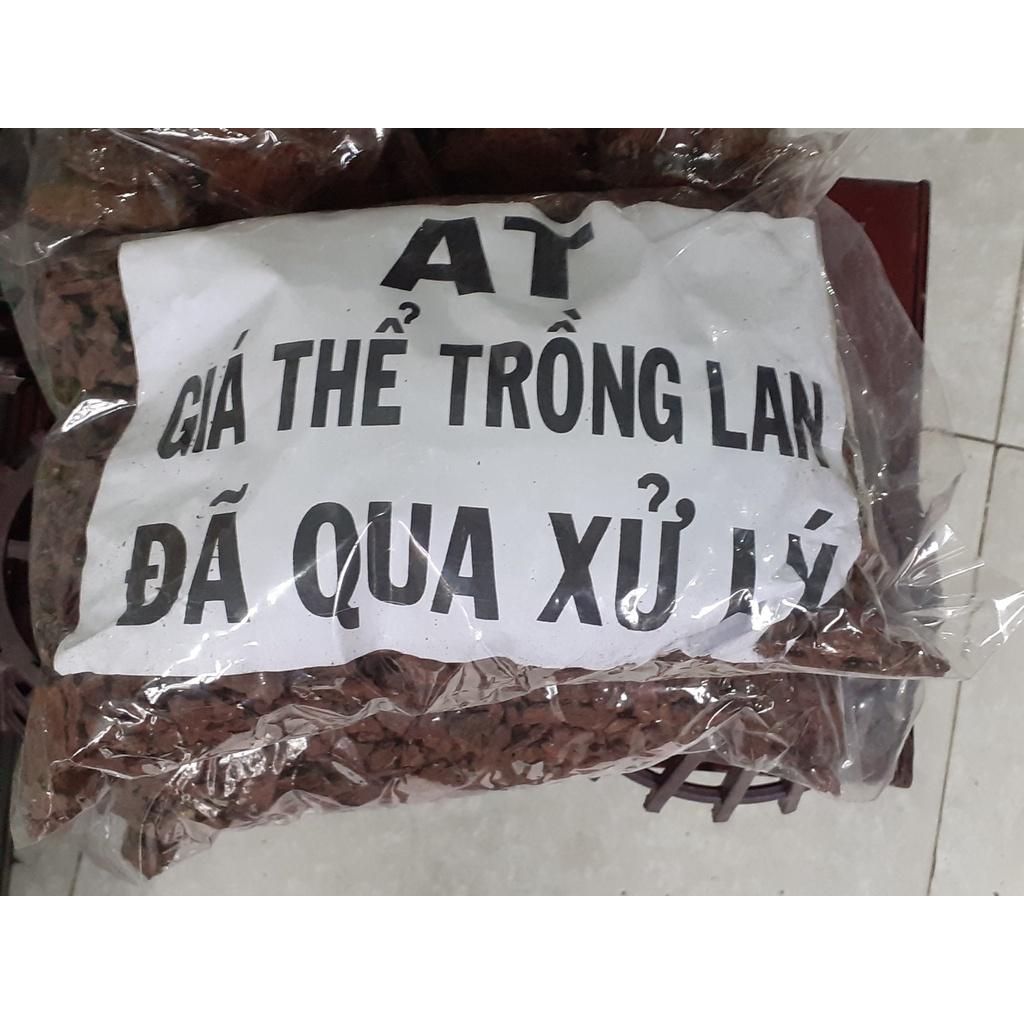 AT
GIÁ THỂ TRỒNG LAN
ĐÃ QUA XỬ LÝ